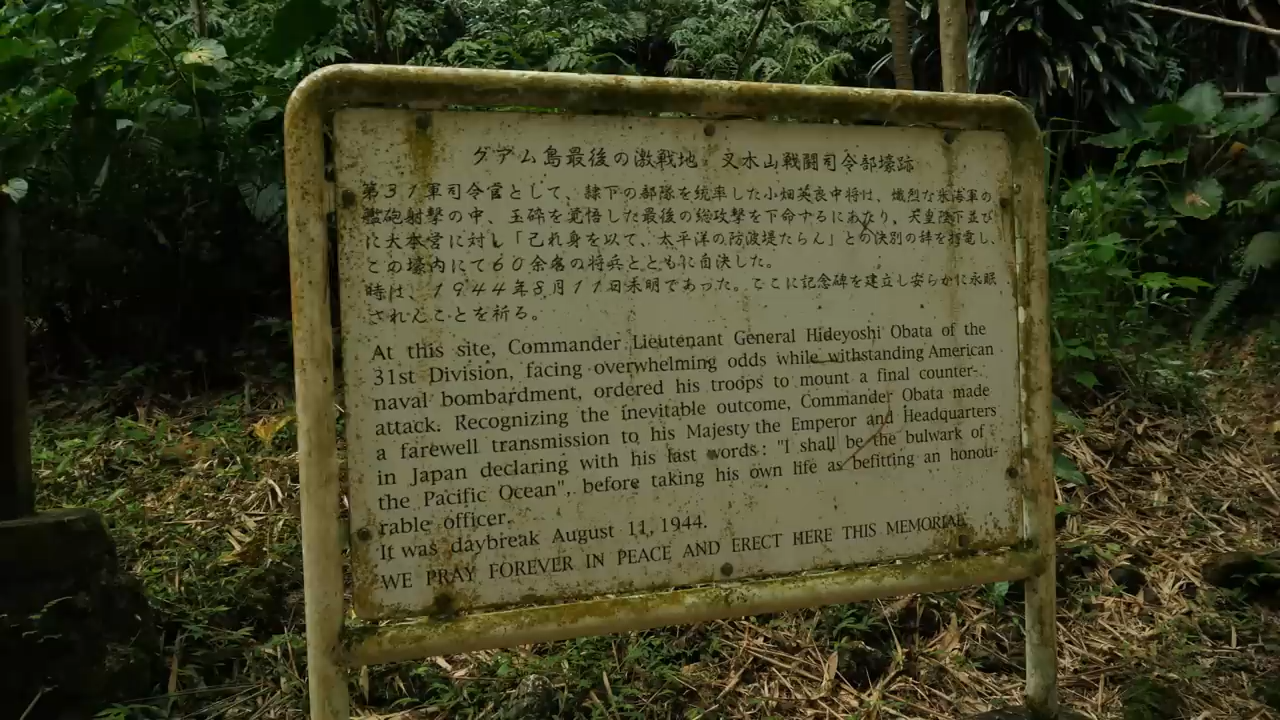 グアム島最後の激戦地 又木山戦闘司令部壕跡
第31軍司令官として、隷下の部隊を統率した小畑英良中将は、熾烈な米海軍の
艦砲射撃の中、玉砕を覚悟した最後の総攻撃を下命するにあたり、天皇陛下並び
に大本営に対し「己れ身を以て、太平洋の防波堤たらん」との決別の辞を打電し、
この壕内にて60余名の将兵とともに自決した。
時は、1944年8月11日未明であった。ここに記念碑を建立し安らかに永眠
されんことを祈る。
At this site, Commander Lieutenant General Hideyoshi Obata of the
31st Division, facing overwhelming odds while withstanding American
naval bombardment, ordered his troops to mount a final counter-
attack. Recognizing the inevitable outcome, Commander Obata made
a farewell transmission to his Majesty the Emperor and Headquarters
in Japan declaring with his last words: "I shall be the bulwark of
the Pacific Ocean", before taking his own life as befitting an honou-
rable officer.
It was daybreak August 11, 1944.
WE PRAY FOREVER IN PEACE AND ERECT HERE THIS MEMORIAL